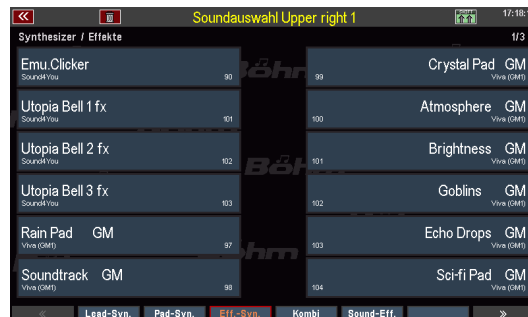 Soundauswahl Upper right 1
17:18:
Synthesizer / Effekte
1/3
Emu.Clicker
Sound4You
90
Utopia Bell 1 fx
Sound4You
101
Utopia Bell 2 fx
Sound4You
102
Utopia Bell 3 fx
Sound4You
103
Rain Pad GM
Viva (GM1)
97
Soundtrack GM
Viva (GM1)
98
Crystal Pad GM
Viva (GM1)
99
Atmosphere GM
Viva (GM1)
100
Brightness GM
Viva (GM1)
101
Goblins GM
Viva (GM1)
102
Echo Drops GM
Viva (GM1)
103
Sci-fi Pad GM
Viva (GM1)
104
Böhm
Lead-Syn. Pad-Syn. Eff.-Syn. Kombi Sound-Eff.